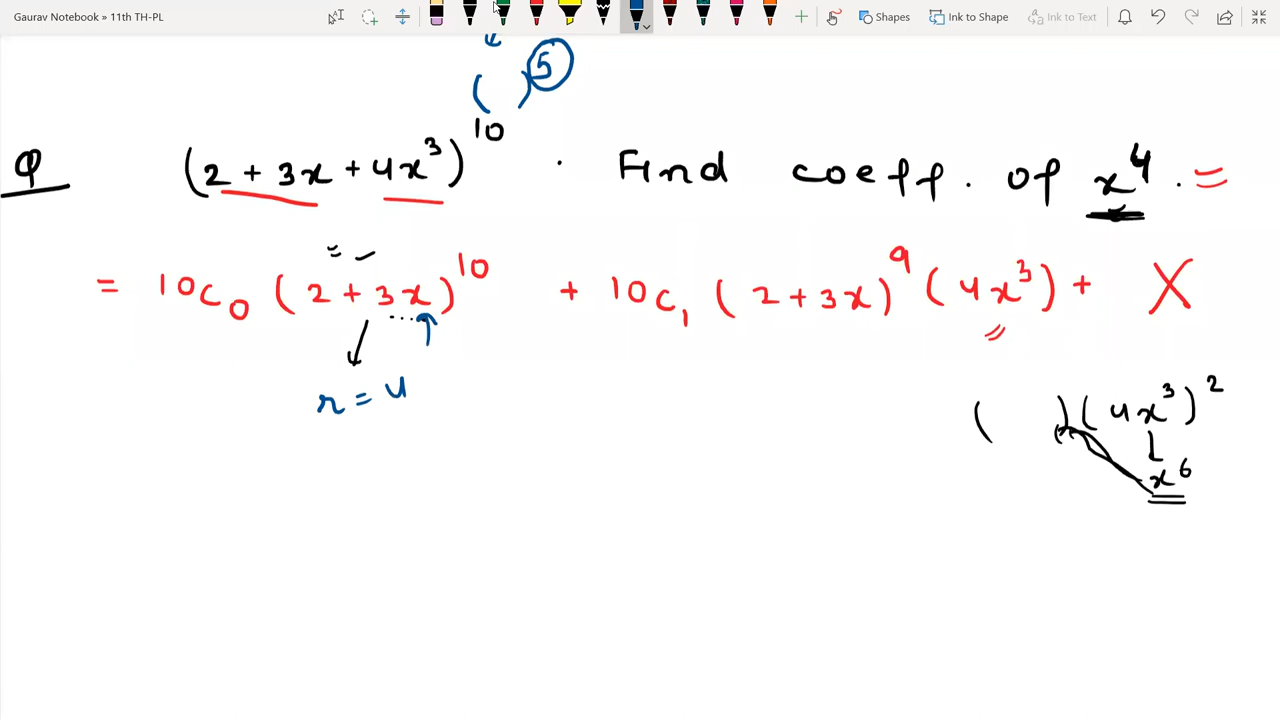 Gaurav Notebook » 11th TH-PL
Shapes Ink to Shape Ink to Text
( ) 5
Q (2 + 3x + 4x³)¹⁰ . Find coeff. of x⁴. =
= 10C₀ (2 + 3x)¹⁰ + 10C₁ (2 + 3x)⁹ (4x³) + X
r = 4
( ) (4x³)²
x⁶